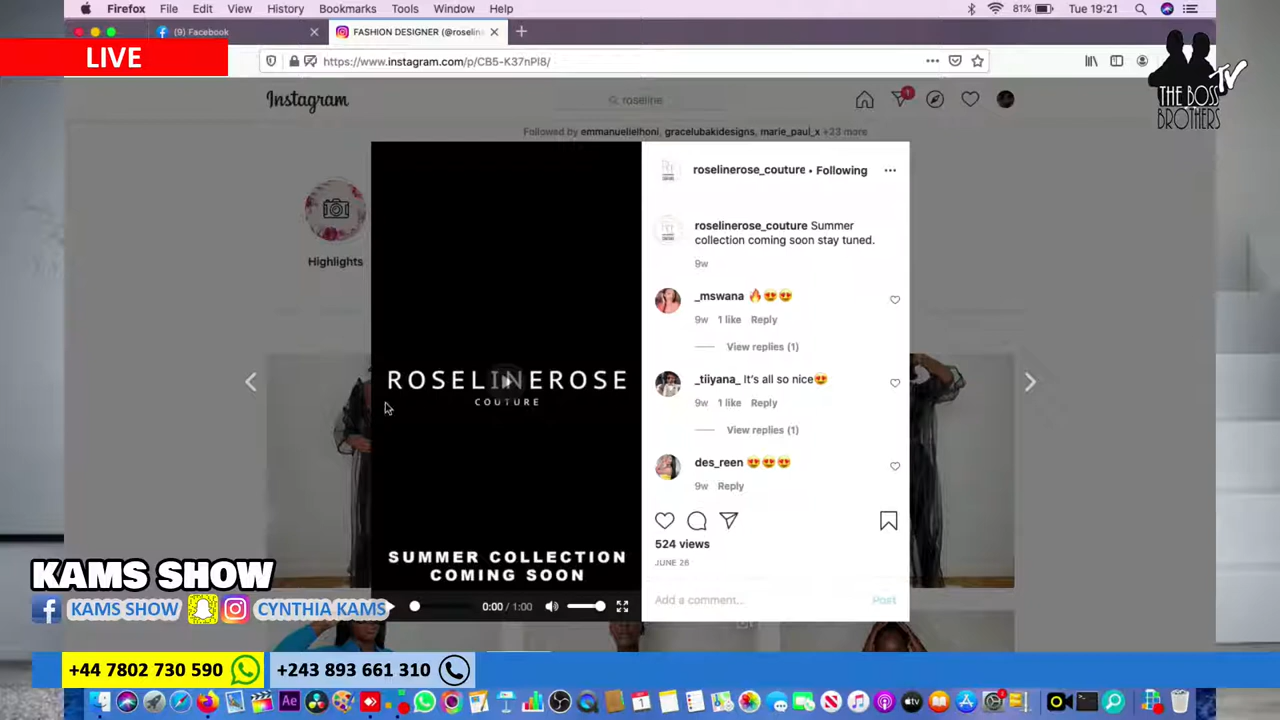 Firefox File Edit View History Bookmarks Tools Window Help 81% Tue 19:21
(9) Facebook FASHION DESIGNER (@roselin
LIVE
https://www.instagram.com/p/CB5-K37nPl8/
THE BOSS BROTHERS TV
Instagram roseline 1
Followed by emmanuelielhoni, gracelubakidesigns, marie_paul_x +23 more
roselinerose_couture • Following
roselinerose_couture Summer
collection coming soon stay tuned.
9w
Highlights
_mswana 🔥😍😍
9w 1 like Reply
View replies (1)
ROSELINEROSE
COUTURE
_tiiyana_ It's all so nice😍
9w 1 like Reply
View replies (1)
des_reen 😍😍😍
9w Reply
524 views
JUNE 28
SUMMER COLLECTION
COMING SOON
0:00 / 1:00
Add a comment... Post
KAMS SHOW
KAMS SHOW CYNTHIA KAMS
+44 7802 730 590 +243 893 661 310